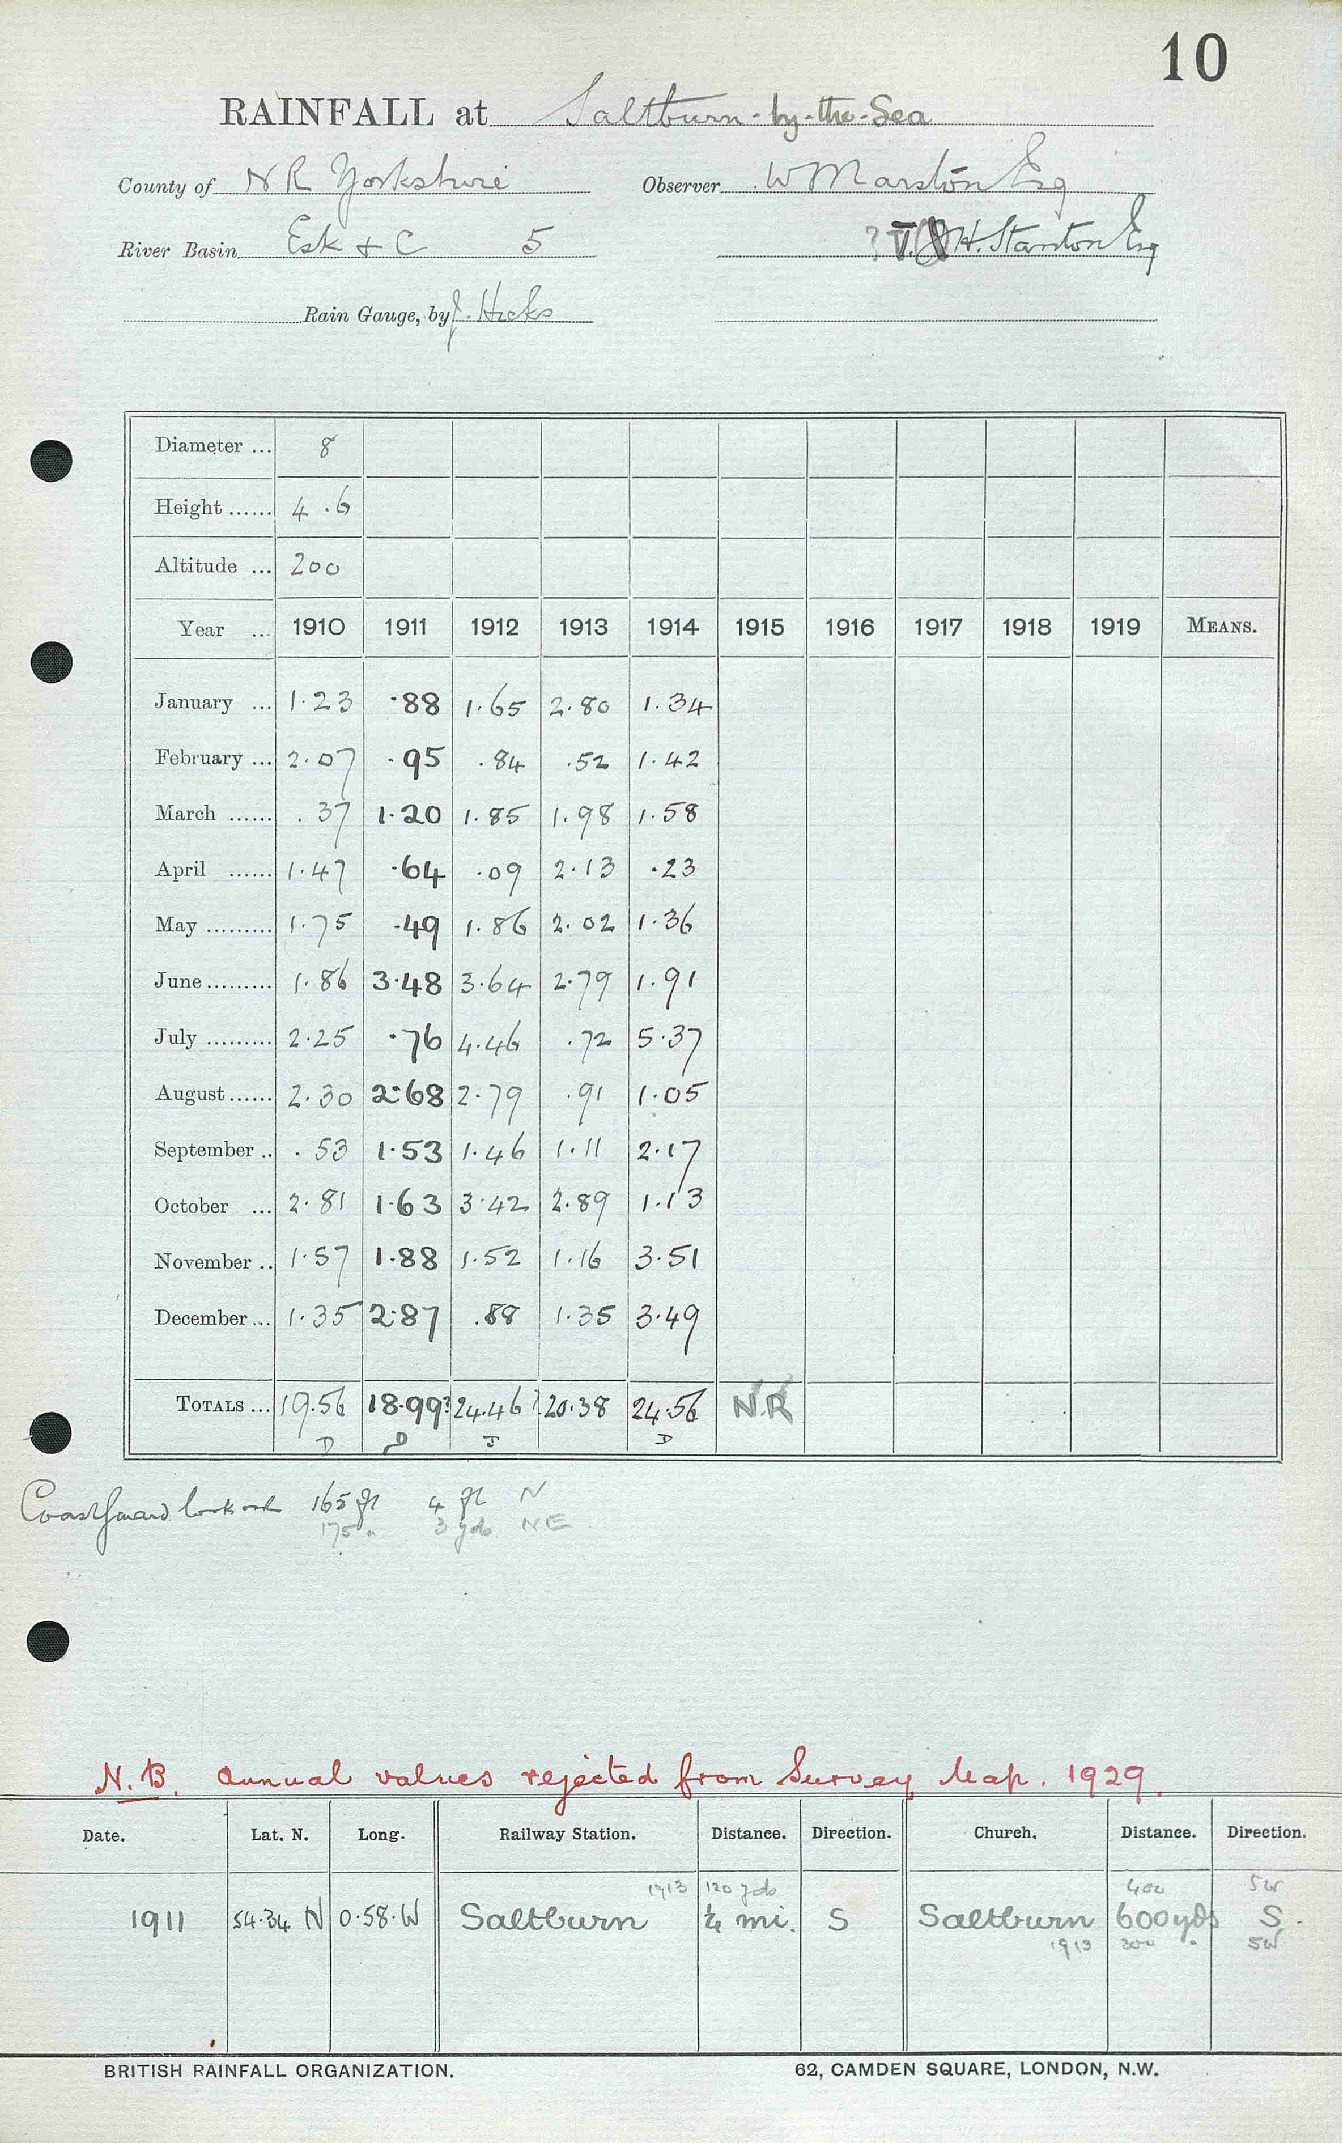 10
RAINFALL at Saltburn-by-the-Sea
County of N R Yorkshire Observer W Marston Esq
River Basin Esk & C 5 ? H. Stanton Esq
Rain Gauge, by J. Hicks
Diameter ... 8
Height ...... 4 .6
Altitude ... 200
Year ... 1910 1911 1912 1913 1914 1915 1916 1917 1918 1919 MEANS.
January ... 1.23 .88 1.65 2.80 1.34
February ... 2.07 .95 .84 .52 1.42
March ...... .37 1.20 1.85 1.98 1.58
April ...... 1.47 .64 .09 2.13 .23
May ......... 1.75 .49 1.86 2.02 1.36
June ......... 1.86 3.48 3.64 2.79 1.91
July ......... 2.25 .76 4.46 .72 5.37
August ...... 2.30 2.68 2.79 .91 1.05
September .. .53 1.53 1.46 1.11 2.17
October ... 2.81 1.63 3.42 2.89 1.13
November .. 1.57 1.88 1.52 1.16 3.51
December ... 1.35 2.87 .88 1.35 3.49
TOTALS ... 19.56 18.99? 24.46? 20.38 24.56 N.R
D D J D
Coastguard look out 165 ft 4 ft N
175 " 3 yds NE
N.B. Annual values rejected from Survey Map. 1929.
Date. Lat. N. Long. Railway Station. Distance. Direction. Church. Distance. Direction.
1913 120 yds 400 SW
1911 54.34 N 0.58.W Saltburn ¼ mi. S Saltburn 600yds S.
1913 300 " SW
BRITISH RAINFALL ORGANIZATION. 62, CAMDEN SQUARE, LONDON, N.W.